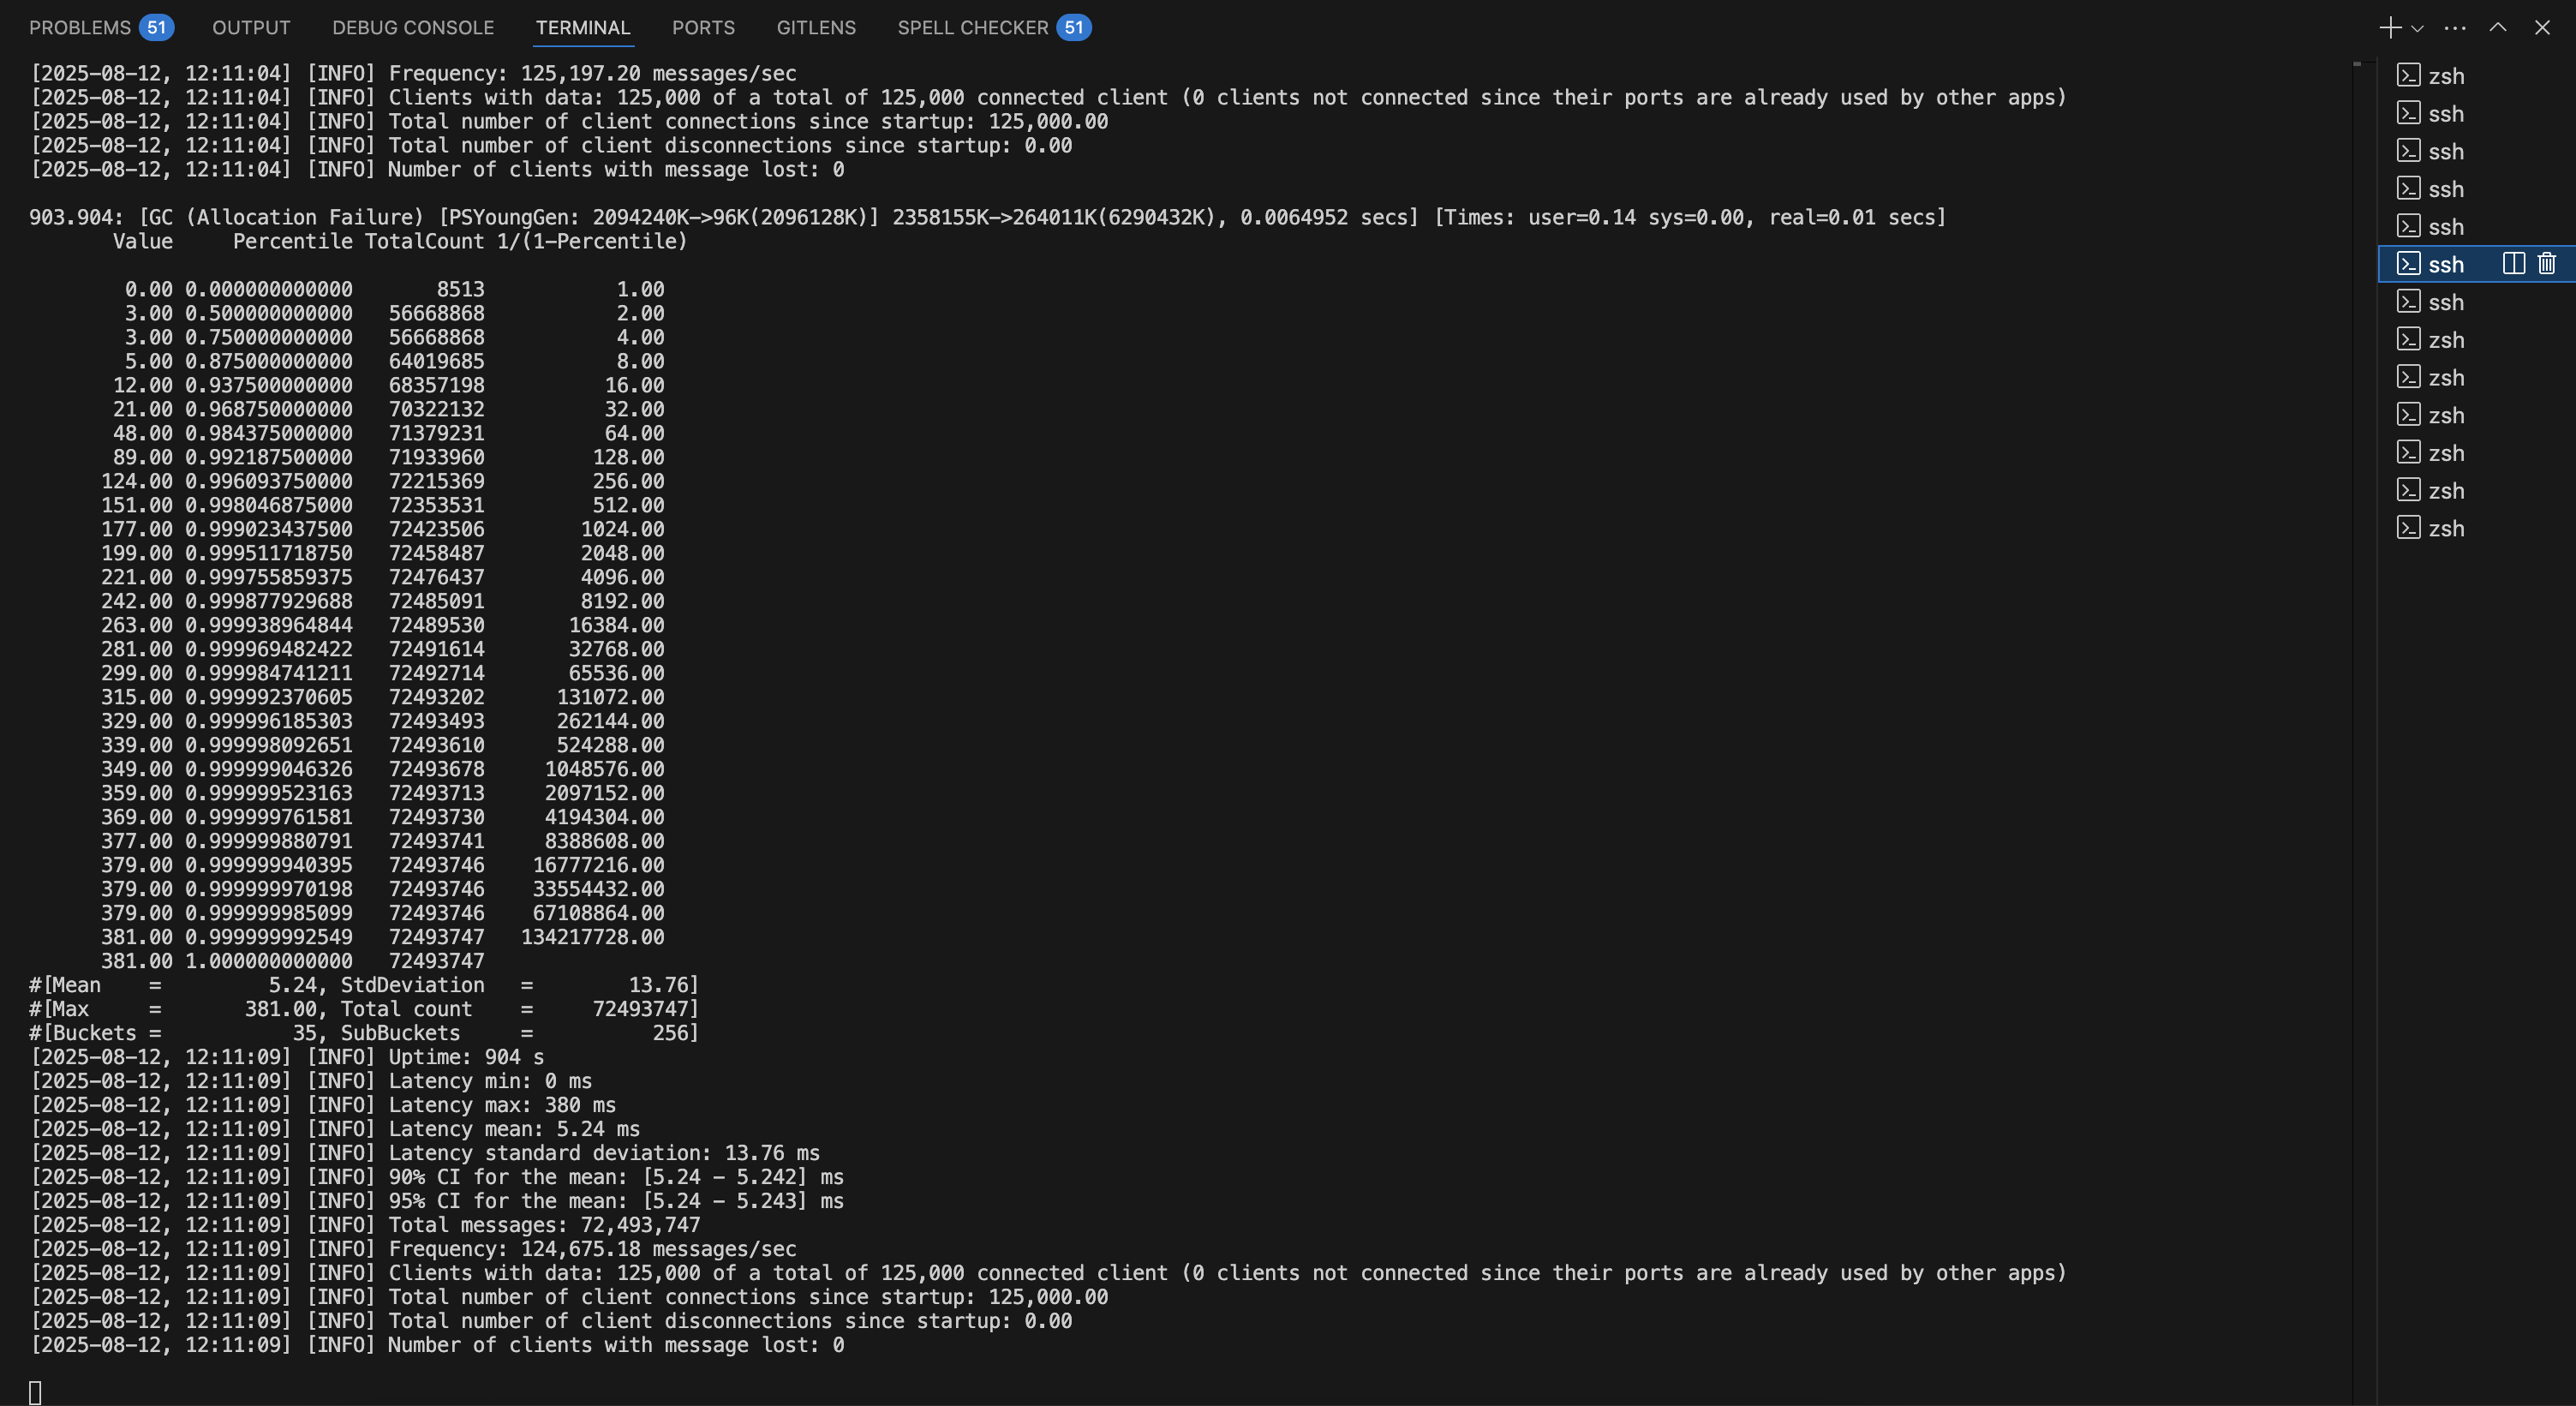 PROBLEMS 51 OUTPUT DEBUG CONSOLE TERMINAL PORTS GITLENS SPELL CHECKER 51
[2025-08-12, 12:11:04] [INFO] Frequency: 125,197.20 messages/sec
[2025-08-12, 12:11:04] [INFO] Clients with data: 125,000 of a total of 125,000 connected client (0 clients not connected since their ports are already used by other apps)
[2025-08-12, 12:11:04] [INFO] Total number of client connections since startup: 125,000.00
[2025-08-12, 12:11:04] [INFO] Total number of client disconnections since startup: 0.00
[2025-08-12, 12:11:04] [INFO] Number of clients with message lost: 0
903.904: [GC (Allocation Failure) [PSYoungGen: 2094240K->96K(2096128K)] 2358155K->264011K(6290432K), 0.0064952 secs] [Times: user=0.14 sys=0.00, real=0.01 secs]
Value Percentile TotalCount 1/(1-Percentile)
0.00 0.000000000000 8513 1.00
3.00 0.500000000000 56668868 2.00
3.00 0.750000000000 56668868 4.00
5.00 0.875000000000 64019685 8.00
12.00 0.937500000000 68357198 16.00
21.00 0.968750000000 70322132 32.00
48.00 0.984375000000 71379231 64.00
89.00 0.992187500000 71933960 128.00
124.00 0.996093750000 72215369 256.00
151.00 0.998046875000 72353531 512.00
177.00 0.999023437500 72423506 1024.00
199.00 0.999511718750 72458487 2048.00
221.00 0.999755859375 72476437 4096.00
242.00 0.999877929688 72485091 8192.00
263.00 0.999938964844 72489530 16384.00
281.00 0.999969482422 72491614 32768.00
299.00 0.999984741211 72492714 65536.00
315.00 0.999992370605 72493202 131072.00
329.00 0.999996185303 72493493 262144.00
339.00 0.999998092651 72493610 524288.00
349.00 0.999999046326 72493678 1048576.00
359.00 0.999999523163 72493713 2097152.00
369.00 0.999999761581 72493730 4194304.00
377.00 0.999999880791 72493741 8388608.00
379.00 0.999999940395 72493746 16777216.00
379.00 0.999999970198 72493746 33554432.00
379.00 0.999999985099 72493746 67108864.00
381.00 0.999999992549 72493747 134217728.00
381.00 1.000000000000 72493747
#[Mean = 5.24, StdDeviation = 13.76]
#[Max = 381.00, Total count = 72493747]
#[Buckets = 35, SubBuckets = 256]
[2025-08-12, 12:11:09] [INFO] Uptime: 904 s
[2025-08-12, 12:11:09] [INFO] Latency min: 0 ms
[2025-08-12, 12:11:09] [INFO] Latency max: 380 ms
[2025-08-12, 12:11:09] [INFO] Latency mean: 5.24 ms
[2025-08-12, 12:11:09] [INFO] Latency standard deviation: 13.76 ms
[2025-08-12, 12:11:09] [INFO] 90% CI for the mean: [5.24 - 5.242] ms
[2025-08-12, 12:11:09] [INFO] 95% CI for the mean: [5.24 - 5.243] ms
[2025-08-12, 12:11:09] [INFO] Total messages: 72,493,747
[2025-08-12, 12:11:09] [INFO] Frequency: 124,675.18 messages/sec
[2025-08-12, 12:11:09] [INFO] Clients with data: 125,000 of a total of 125,000 connected client (0 clients not connected since their ports are already used by other apps)
[2025-08-12, 12:11:09] [INFO] Total number of client connections since startup: 125,000.00
[2025-08-12, 12:11:09] [INFO] Total number of client disconnections since startup: 0.00
[2025-08-12, 12:11:09] [INFO] Number of clients with message lost: 0
zsh
ssh
ssh
ssh
ssh
ssh
ssh
zsh
zsh
zsh
zsh
zsh
zsh